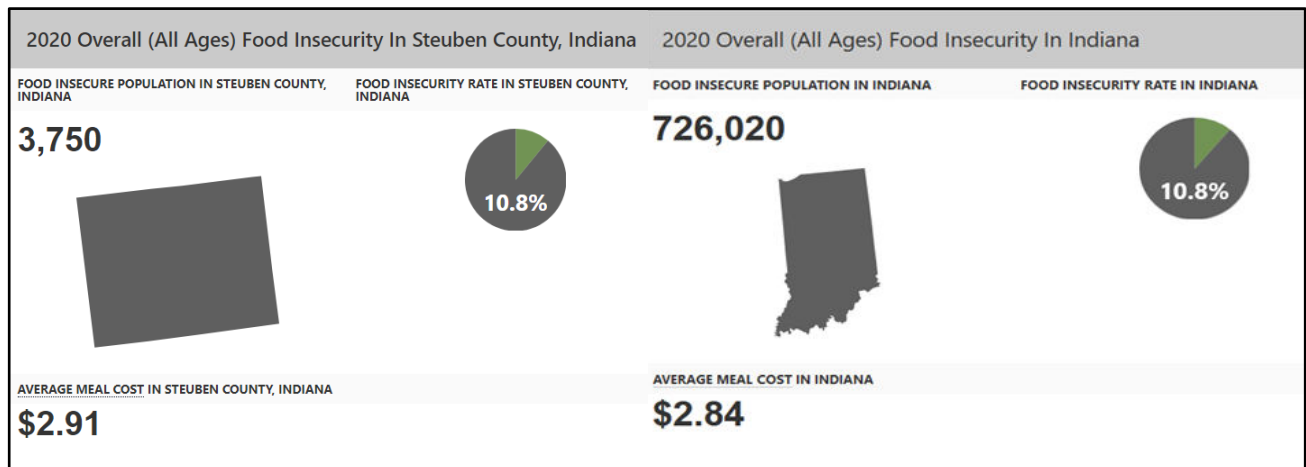 2020 Overall (All Ages) Food Insecurity In Steuben County, Indiana
FOOD INSECURE POPULATION IN STEUBEN COUNTY,
INDIANA
3,750
FOOD INSECURITY RATE IN STEUBEN COUNTY,
INDIANA
10.8%
AVERAGE MEAL COST IN STEUBEN COUNTY, INDIANA
$2.91
2020 Overall (All Ages) Food Insecurity In Indiana
FOOD INSECURE POPULATION IN INDIANA
726,020
FOOD INSECURITY RATE IN INDIANA
10.8%
AVERAGE MEAL COST IN INDIANA
$2.84